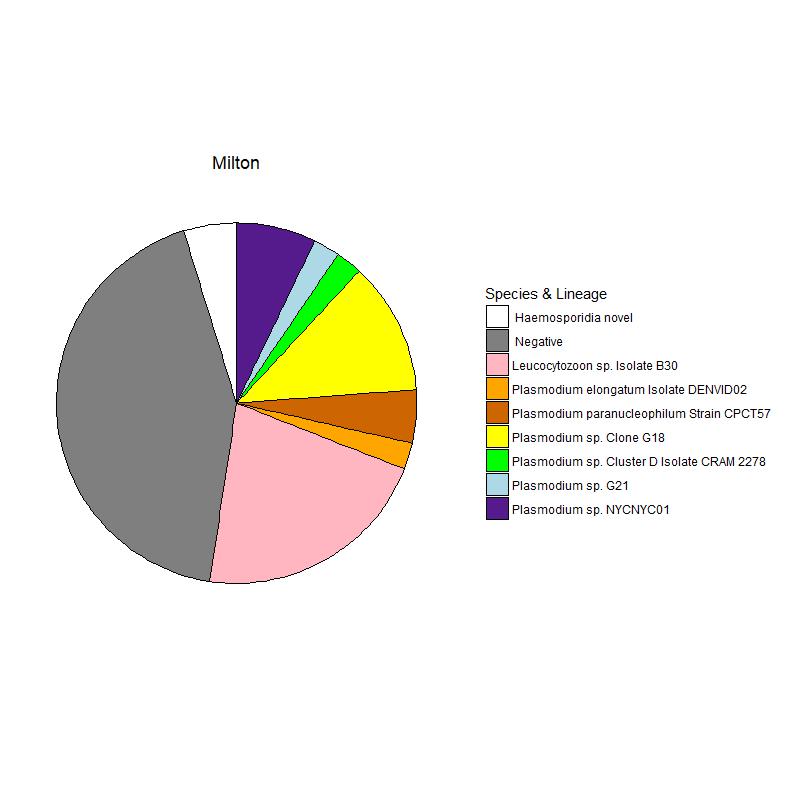 Milton
Species & Lineage
Haemosporidia novel
Negative
Leucocytozoon sp. Isolate B30
Plasmodium elongatum Isolate DENVID02
Plasmodium paranucleophilum Strain CPCT57
Plasmodium sp. Clone G18
Plasmodium sp. Cluster D Isolate CRAM 2278
Plasmodium sp. G21
Plasmodium sp. NYCNYC01